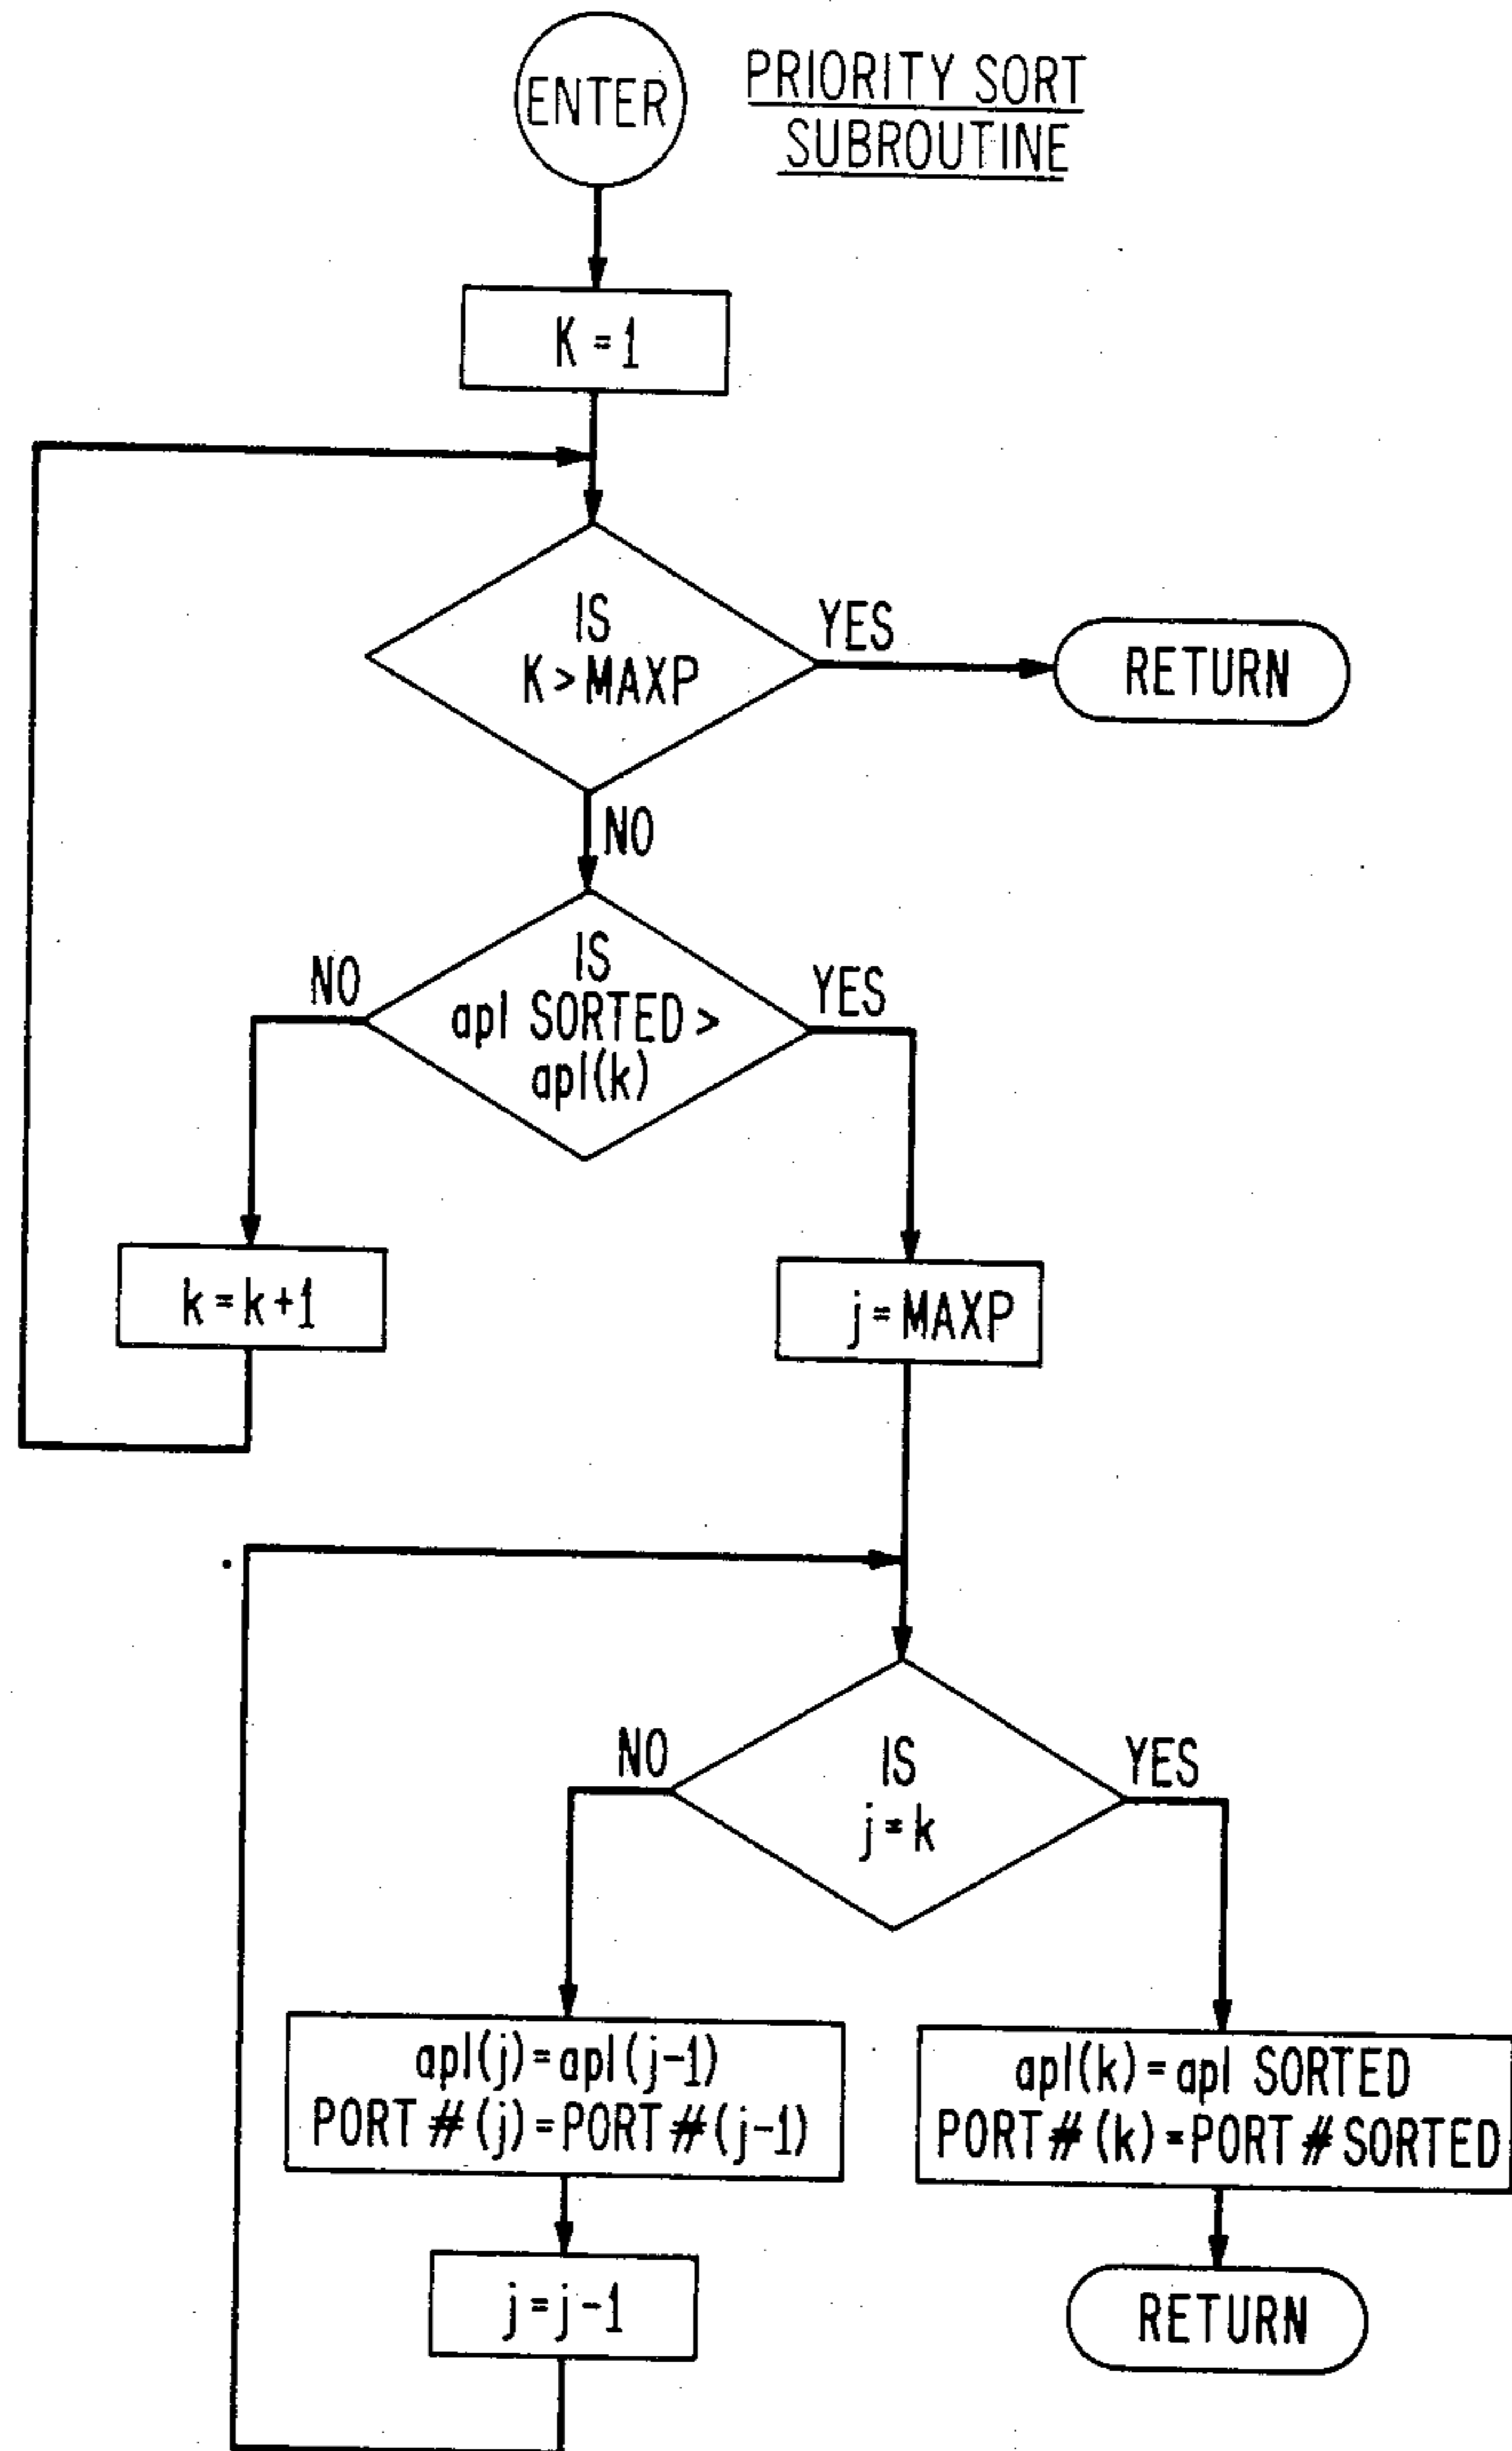 ENTER
PRIORITY SORT
SUBROUTINE
K = 1
IS
K > MAXP
YES
RETURN
NO
IS
apl SORTED >
apl(k)
NO
YES
k = k+1
j = MAXP
IS
j = k
NO
YES
apl(j) = apl(j-1)
PORT #(j) = PORT #(j-1)
apl(k) = apl SORTED
PORT #(k) = PORT # SORTED
j = j-1
RETURN